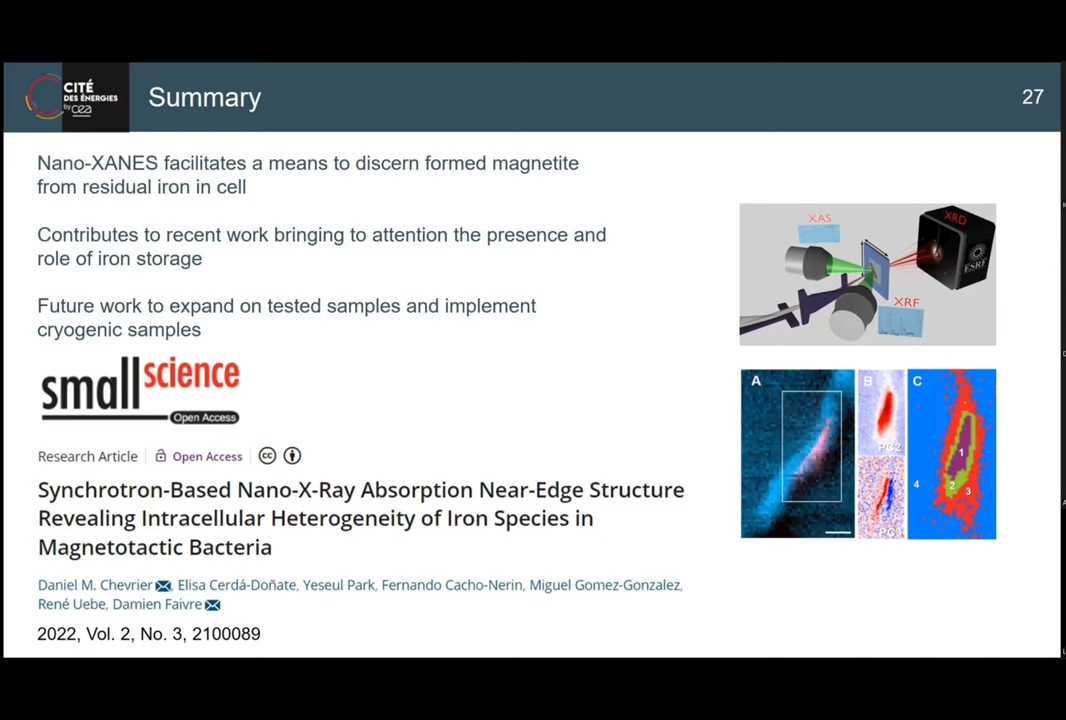 CITÉ
DES ÉNERGIES
by cea
Summary
27
Nano-XANES facilitates a means to discern formed magnetite
from residual iron in cell
Contributes to recent work bringing to attention the presence and
role of iron storage
Future work to expand on tested samples and implement
cryogenic samples
small science
Open Access
Research Article
Open Access
cc
Synchrotron-Based Nano-X-Ray Absorption Near-Edge Structure
Revealing Intracellular Heterogeneity of Iron Species in
Magnetotactic Bacteria
Daniel M. Chevrier, Elisa Cerdá-Doñate, Yeseul Park, Fernando Cacho-Nerin, Miguel Gomez-Gonzalez,
René Uebe, Damien Faivre
2022, Vol. 2, No. 3, 2100089
XAS
XRD
ESRF
XRF
A
B
C
PC2
1
2
3
4